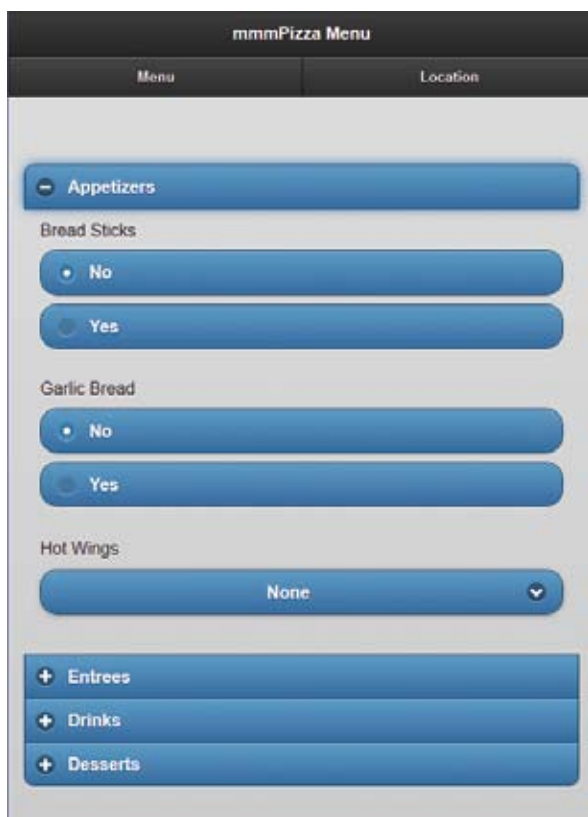 mmmPizza Menu
Menu Location
Appetizers
Bread Sticks
No
Yes
Garlic Bread
No
Yes
Hot Wings
None
Entrees
Drinks
Desserts